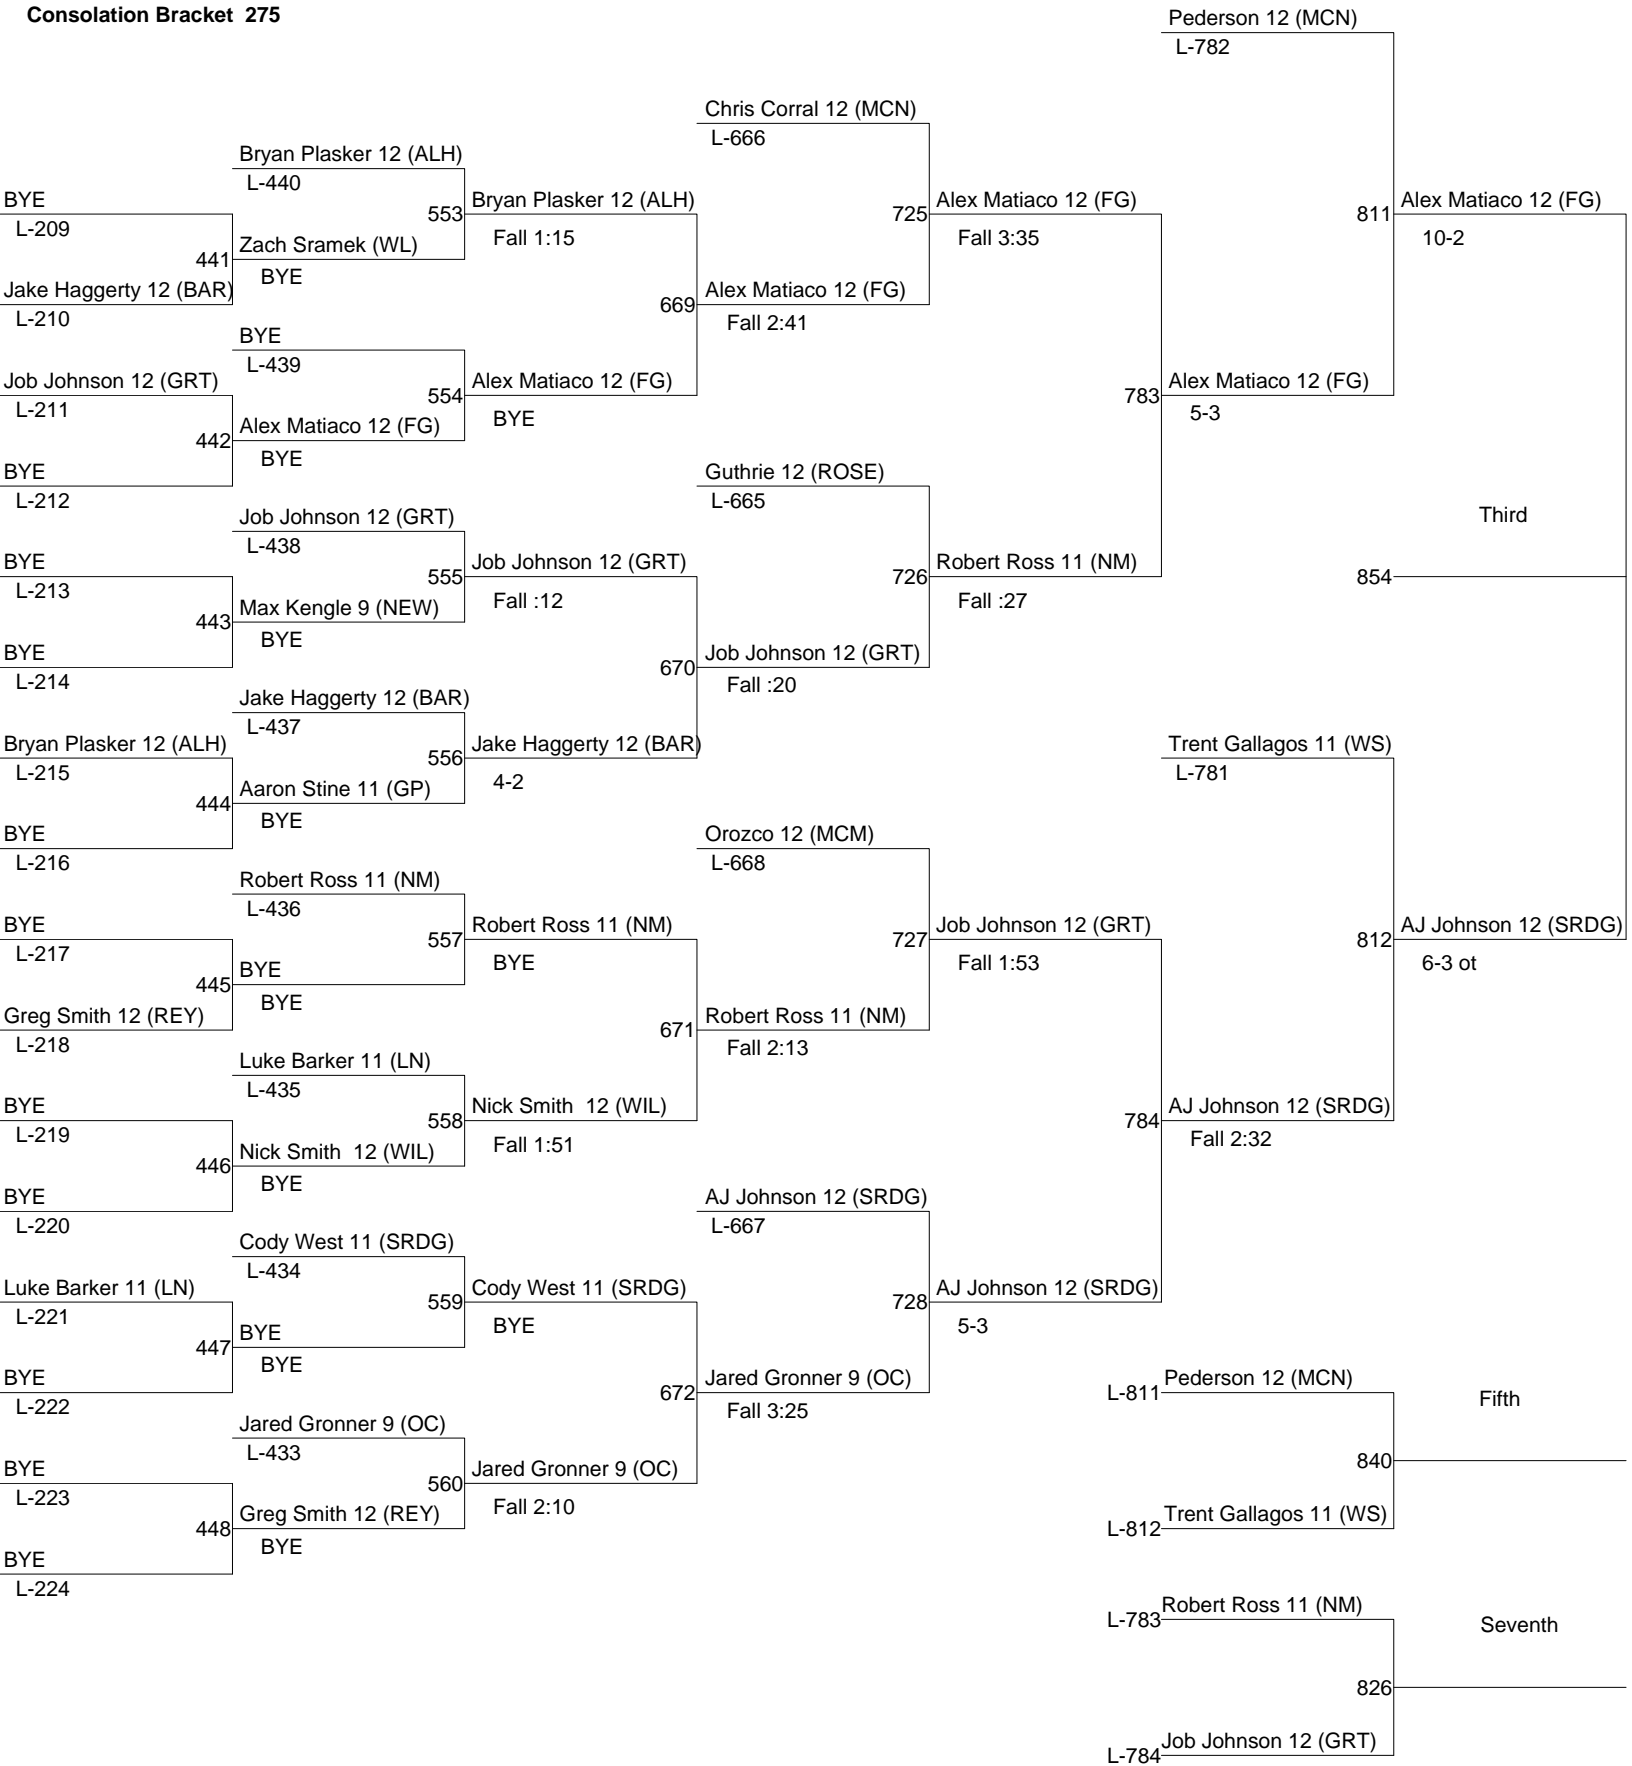 Consolation Bracket  275
BYE
L-209
441
Jake Haggerty 12 (BAR)
L-210
Job Johnson 12 (GRT)
L-211
442
BYE
L-212
BYE
L-213
443
BYE
L-214
Bryan Plasker 12 (ALH)
L-215
444
BYE
L-216
BYE
L-217
445
Greg Smith 12 (REY)
L-218
BYE
L-219
446
BYE
L-220
Luke Barker 11 (LN)
L-221
447
BYE
L-222
BYE
L-223
448
BYE
L-224
Bryan Plasker 12 (ALH)
L-440
553
Zach Sramek (WL)
BYE
BYE
L-439
554
Alex Matiaco 12 (FG)
BYE
Job Johnson 12 (GRT)
L-438
555
Max Kengle 9 (NEW)
BYE
Jake Haggerty 12 (BAR)
L-437
556
Aaron Stine 11 (GP)
BYE
Robert Ross 11 (NM)
L-436
557
BYE
BYE
Luke Barker 11 (LN)
L-435
558
Nick Smith  12 (WIL)
BYE
Cody West 11 (SRDG)
L-434
559
BYE
BYE
Jared Gronner 9 (OC)
L-433
560
Greg Smith 12 (REY)
BYE
Bryan Plasker 12 (ALH)
Fall 1:15
669
Alex Matiaco 12 (FG)
BYE
Job Johnson 12 (GRT)
Fall :12
670
Jake Haggerty 12 (BAR)
4-2
Robert Ross 11 (NM)
BYE
671
Nick Smith  12 (WIL)
Fall 1:51
Cody West 11 (SRDG)
BYE
672
Jared Gronner 9 (OC)
Fall 2:10
Chris Corral 12 (MCN)
L-666
725
Alex Matiaco 12 (FG)
Fall 2:41
Guthrie 12 (ROSE)
L-665
726
Job Johnson 12 (GRT)
Fall :20
Orozco 12 (MCM)
L-668
727
Robert Ross 11 (NM)
Fall 2:13
AJ Johnson 12 (SRDG)
L-667
728
Jared Gronner 9 (OC)
Fall 3:25
Alex Matiaco 12 (FG)
Fall 3:35
783
Robert Ross 11 (NM)
Fall :27
Job Johnson 12 (GRT)
Fall 1:53
784
AJ Johnson 12 (SRDG)
5-3
Pederson 12 (MCN)
L-782
811
Alex Matiaco 12 (FG)
5-3
Trent Gallagos 11 (WS)
L-781
812
AJ Johnson 12 (SRDG)
Fall 2:32
Alex Matiaco 12 (FG)
10-2
Third
854
AJ Johnson 12 (SRDG)
6-3 ot
L-811
Pederson 12 (MCN)
Fifth
840
L-812
Trent Gallagos 11 (WS)
L-783
Robert Ross 11 (NM)
Seventh
826
L-784
Job Johnson 12 (GRT)